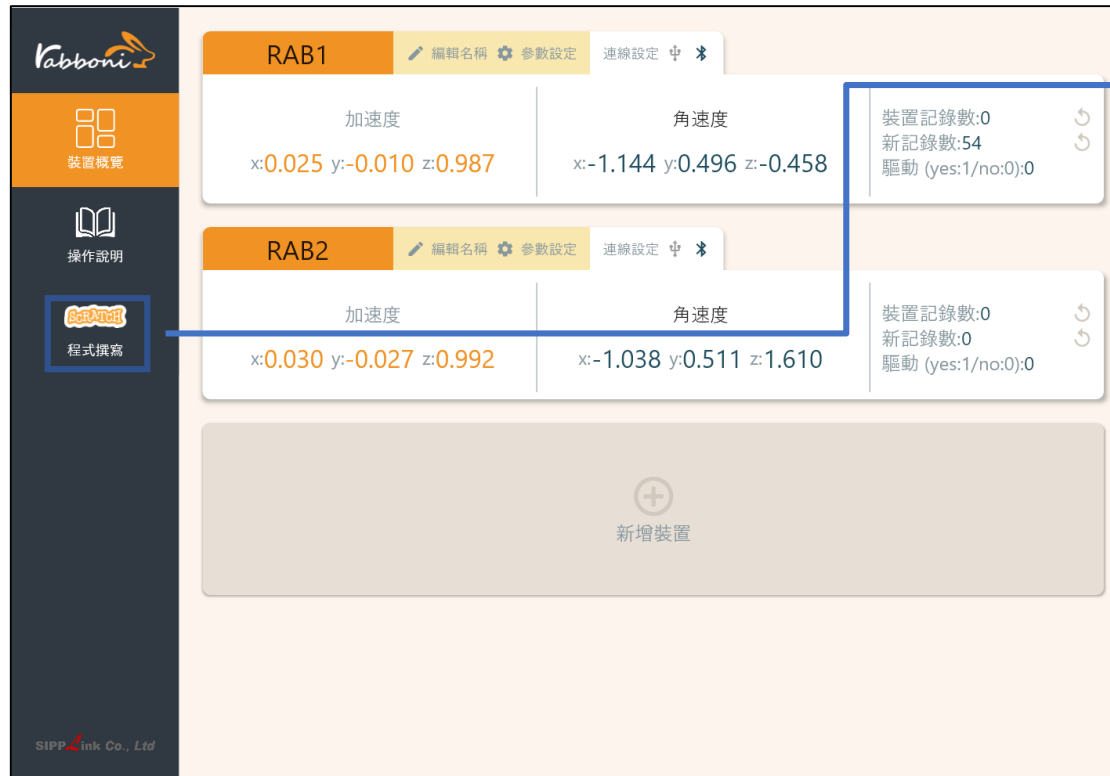 rabboni
裝置概覽
操作說明
SCRATCH
程式撰寫
SIPPLink Co., Ltd
RAB1 編輯名稱 參數設定 連線設定
加速度 角速度 裝置記錄數:0
新記錄數:54
x:0.025 y:-0.010 z:0.987 x:-1.144 y:0.496 z:-0.458 驅動 (yes:1/no:0):0
RAB2 編輯名稱 參數設定 連線設定
加速度 角速度 裝置記錄數:0
新記錄數:0
x:0.030 y:-0.027 z:0.992 x:-1.038 y:0.511 z:1.610 驅動 (yes:1/no:0):0
新增裝置